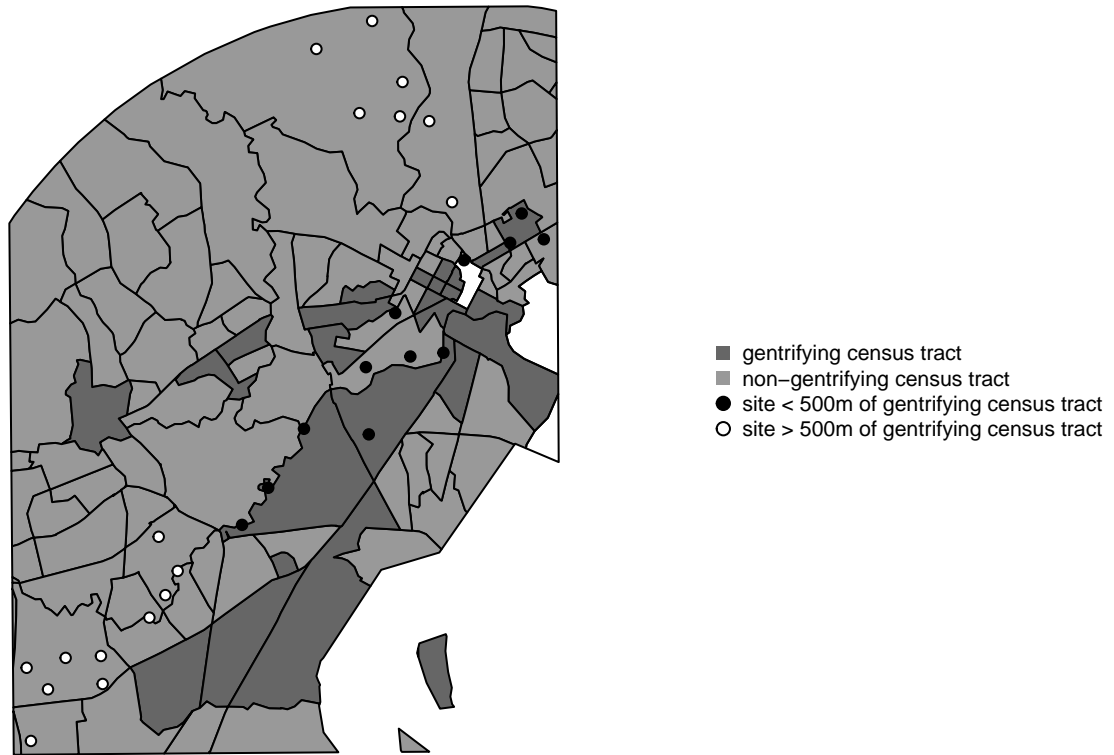 gentrifying census tract
non−gentrifying census tract
site < 500m of gentrifying census tract
site > 500m of gentrifying census tract